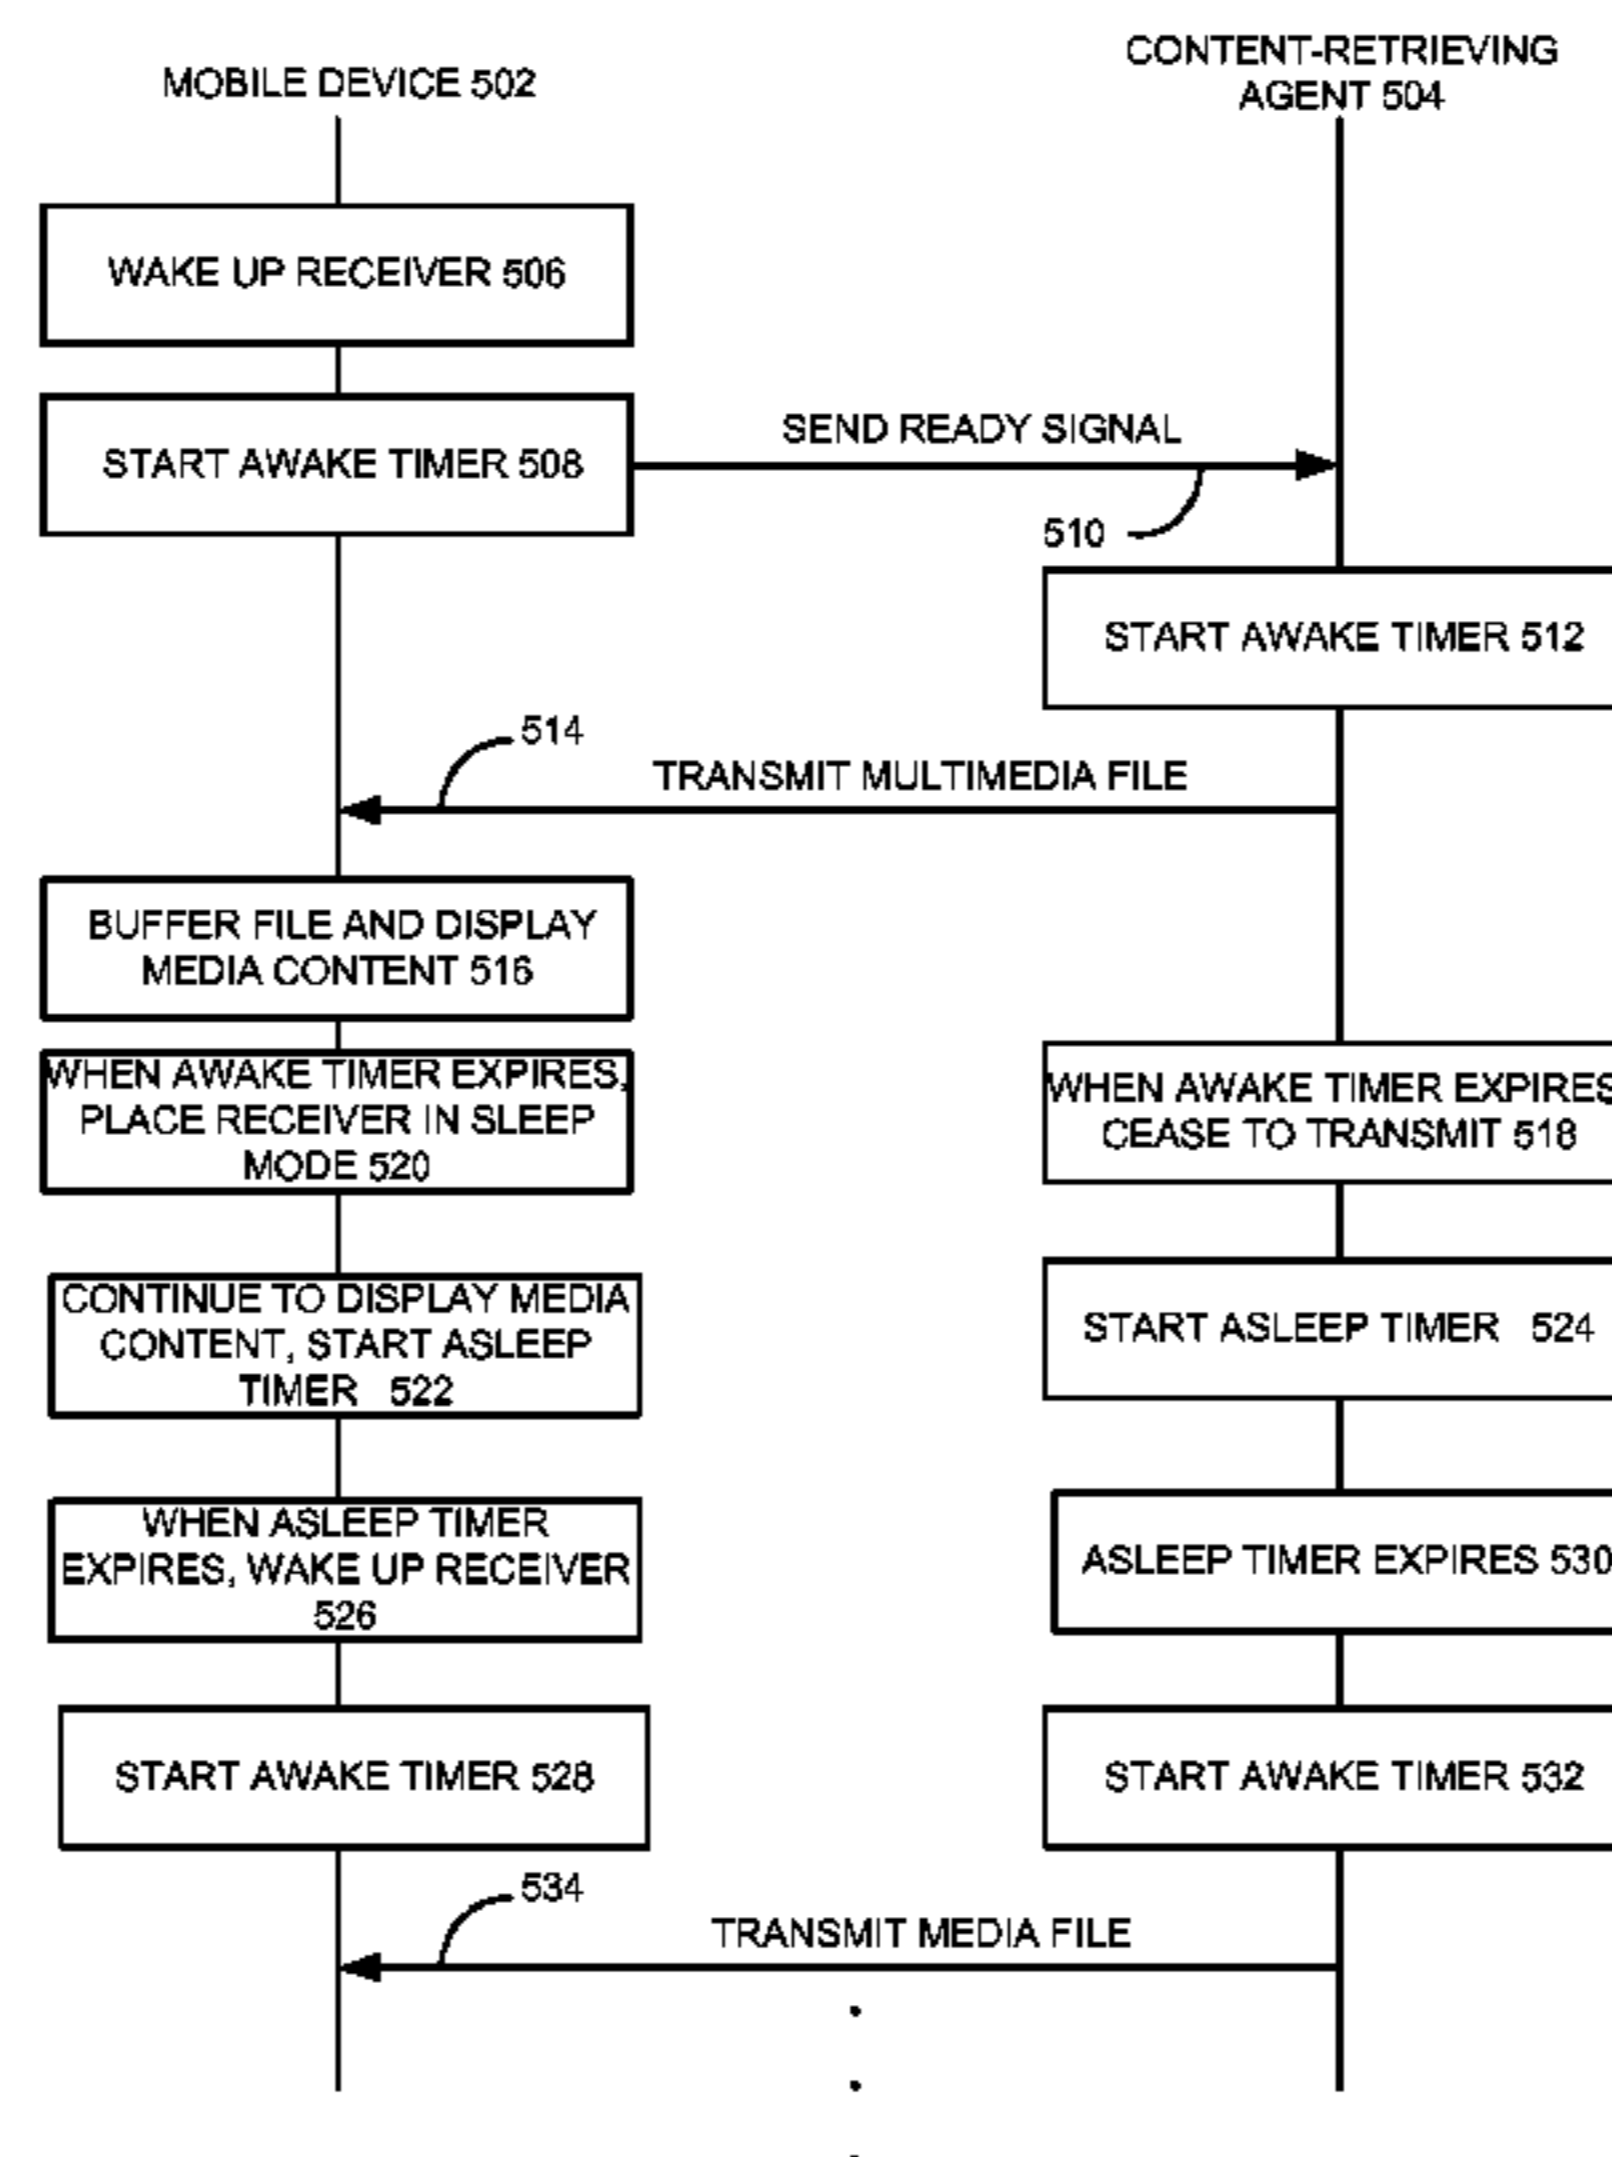 CONTENT-RETRIEVING
AGENT 504
MOBILE DEVICE 502
WAKE UP RECEIVER 506
START AWAKE TIMER 508
SEND READY SIGNAL
510
START AWAKE TIMER 512
514
TRANSMIT MULTIMEDIA FILE
BUFFER FILE AND DISPLAY
MEDIA CONTENT 516
WHEN AWAKE TIMER EXPIRES,
PLACE RECEIVER IN SLEEP
MODE 520
WHEN AWAKE TIMER EXPIRES
CEASE TO TRANSMIT 518
CONTINUE TO DISPLAY MEDIA
CONTENT, START ASLEEP
TIMER 522
START ASLEEP TIMER 524
WHEN ASLEEP TIMER
EXPIRES, WAKE UP RECEIVER
526
ASLEEP TIMER EXPIRES 530
START AWAKE TIMER 528
START AWAKE TIMER 532
534
TRANSMIT MEDIA FILE